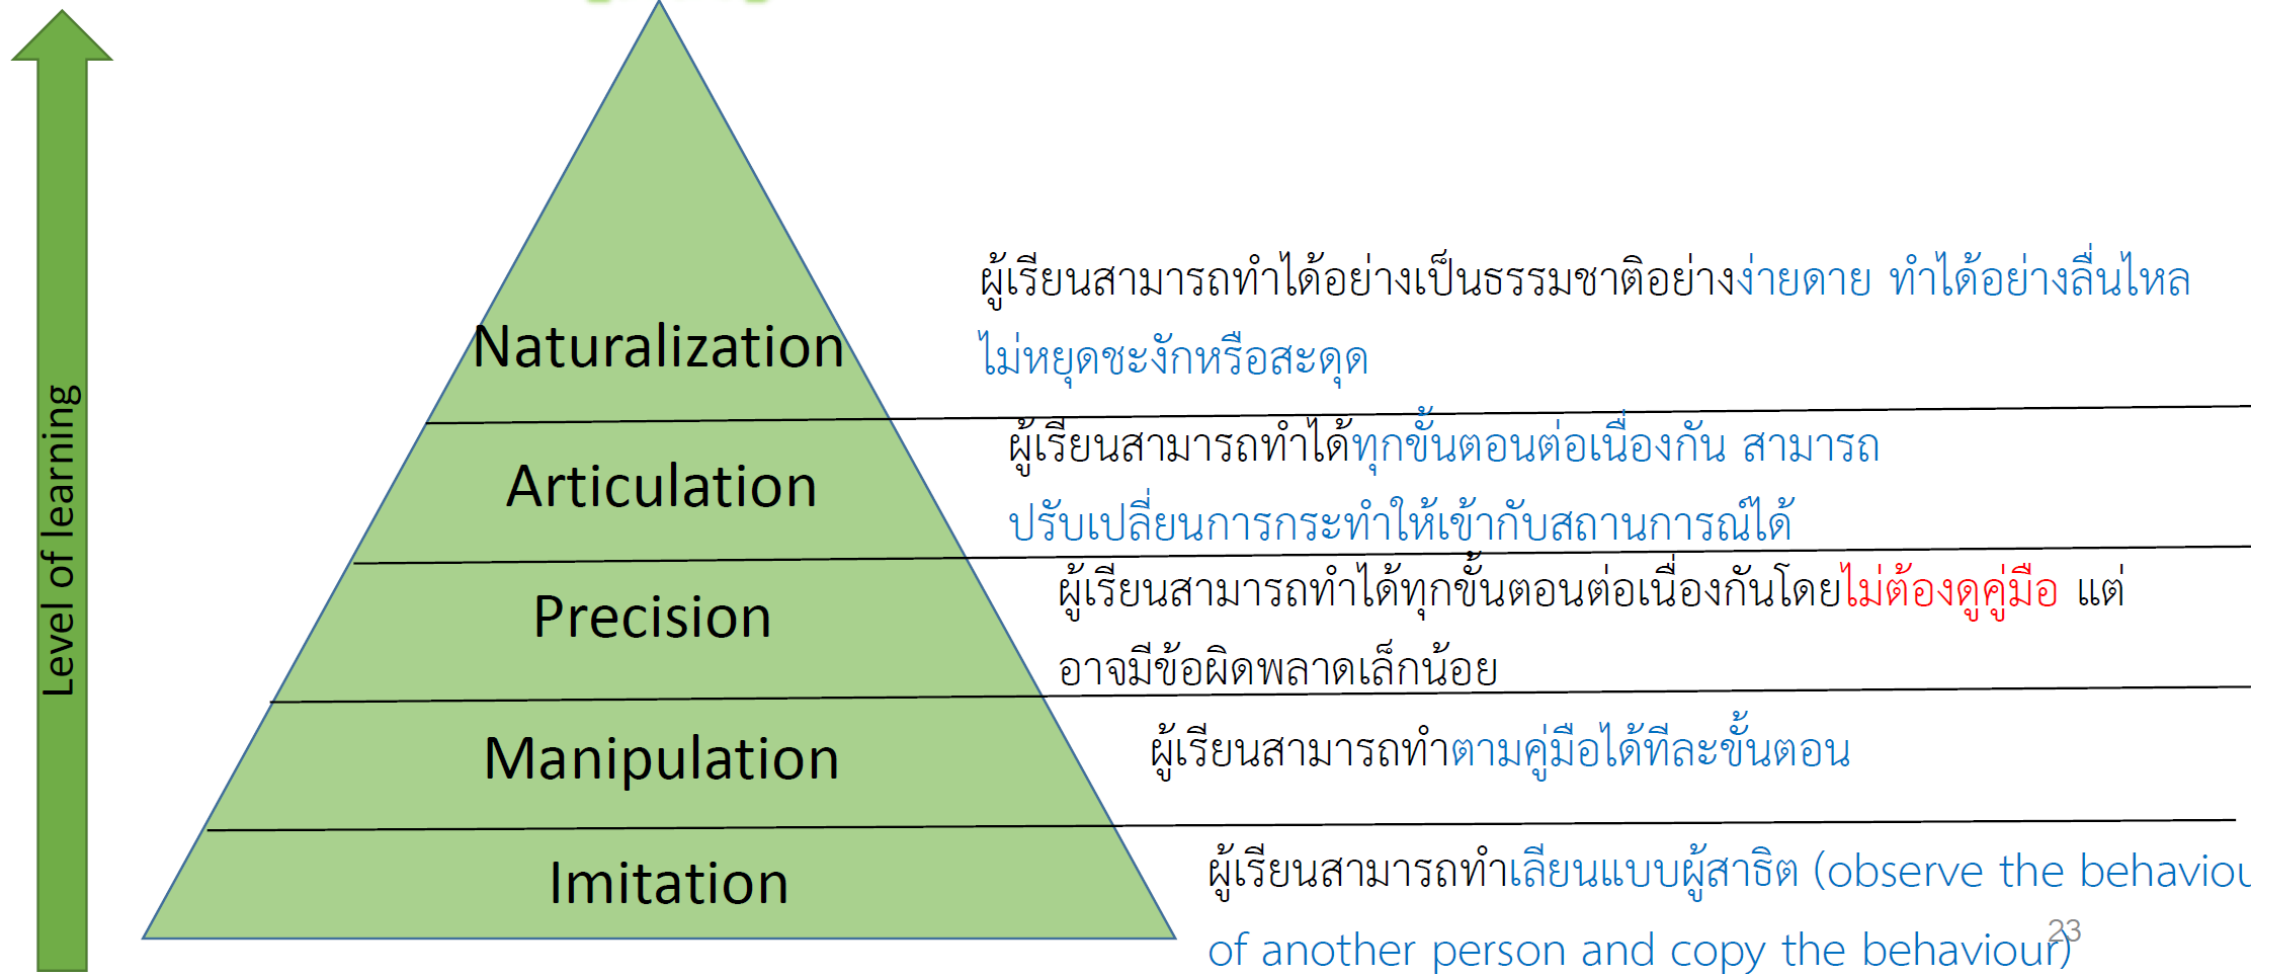 Level of learning
ผู้เรียนสามารถทำได้อย่างเป็นธรรมชาติอย่างง่ายดาย ทำได้อย่างลื่นไหล
ไม่หยุดชะงักหรือสะดุด
Naturalization
ผู้เรียนสามารถทำได้ทุกขั้นตอนต่อเนื่องกัน สามารถ
ปรับเปลี่ยนการกระทำให้เข้ากับสถานการณ์ได้
Articulation
ผู้เรียนสามารถทำได้ทุกขั้นตอนต่อเนื่องกันโดยไม่ต้องดูคู่มือ แต่
อาจมีข้อผิดพลาดเล็กน้อย
Precision
ผู้เรียนสามารถทำตามคู่มือได้ทีละขั้นตอน
Manipulation
ผู้เรียนสามารถทำเลียนแบบผู้สาธิต (observe the behaviou
of another person and copy the behaviour)
Imitation
23